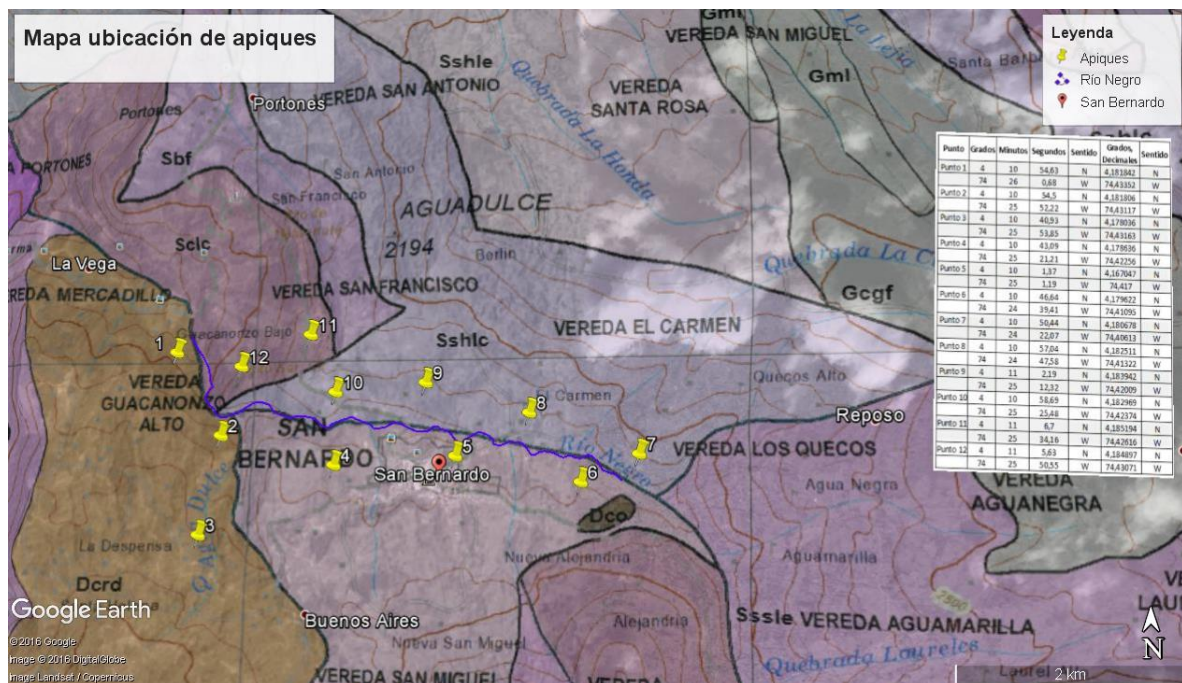 Mapa ubicación de apiques
Leyenda
Apiques
Río Negro
San Bernardo
Gml
VEREDA SAN MIGUEL
La Lejía
Santa Barb
Sshle
Gml
Quebrada La Honda
VEREDA
SANTA ROSA
Portones
Portones
VEREDA SAN ANTONIO
A PORTONES
Sbf
San Antonio
San Francisco
AGUADULCE
2194
Sclc
Berlin
La Vega
VEREDA SAN FRANCISCO
EREDA MERCADILLO
Quebrada La C
Gcgf
Guacanonzo Bajo
VEREDA EL CARMEN
Sshlc
1
11
12
10
9
8
Quecos Alto
El Carmen
VEREDA
GUACANONZO
ALTO
Reposo
2
SAN
BERNARDO
4
5
San Bernardo
Río Negro
7
6
VEREDA LOS QUECOS
Agua Negra
VEREDA
AGUANEGRA
3
Dulce
La Despensa
Dco
Nueva Alejandria
Aguamarilla
Dcrd
Buenos Aires
Nueva San Miguel
Alejandria
2500
Sssle VEREDA AGUAMARILLA
VEREDA SAN MIGUEL
VEREDA
Quebrada Laureles
Laurel
LAU
N
2 km
Google Earth
© 2016 Google
Image © 2016 DigitalGlobe
Image Landsat / Copernicus
Punto Grados Minutos Segundos Sentido Grados, Decimales Sentido
Punto 1 4 10 54,63 N 4,181842 N
74 26 0,68 W 74,43352 W
Punto 2 4 10 54,5 N 4,181806 N
74 25 52,22 W 74,43117 W
Punto 3 4 10 40,93 N 4,178036 N
74 25 53,85 W 74,43163 W
Punto 4 4 10 43,09 N 4,178636 N
74 25 21,21 W 74,42256 W
Punto 5 4 10 1,37 N 4,167047 N
74 25 1,19 W 74,417 W
Punto 6 4 10 46,64 N 4,179622 N
74 24 39,41 W 74,41095 W
Punto 7 4 10 50,44 N 4,180678 N
74 24 22,07 W 74,40613 W
Punto 8 4 10 57,04 N 4,182511 N
74 24 47,58 W 74,41322 W
Punto 9 4 11 2,19 N 4,183942 N
74 25 12,32 W 74,42009 W
Punto 10 4 10 58,69 N 4,182969 N
74 25 25,48 W 74,42374 W
Punto 11 4 11 6,7 N 4,185194 N
74 25 34,16 W 74,42616 W
Punto 12 4 11 5,63 N 4,184897 N
74 25 50,55 W 74,43071 W